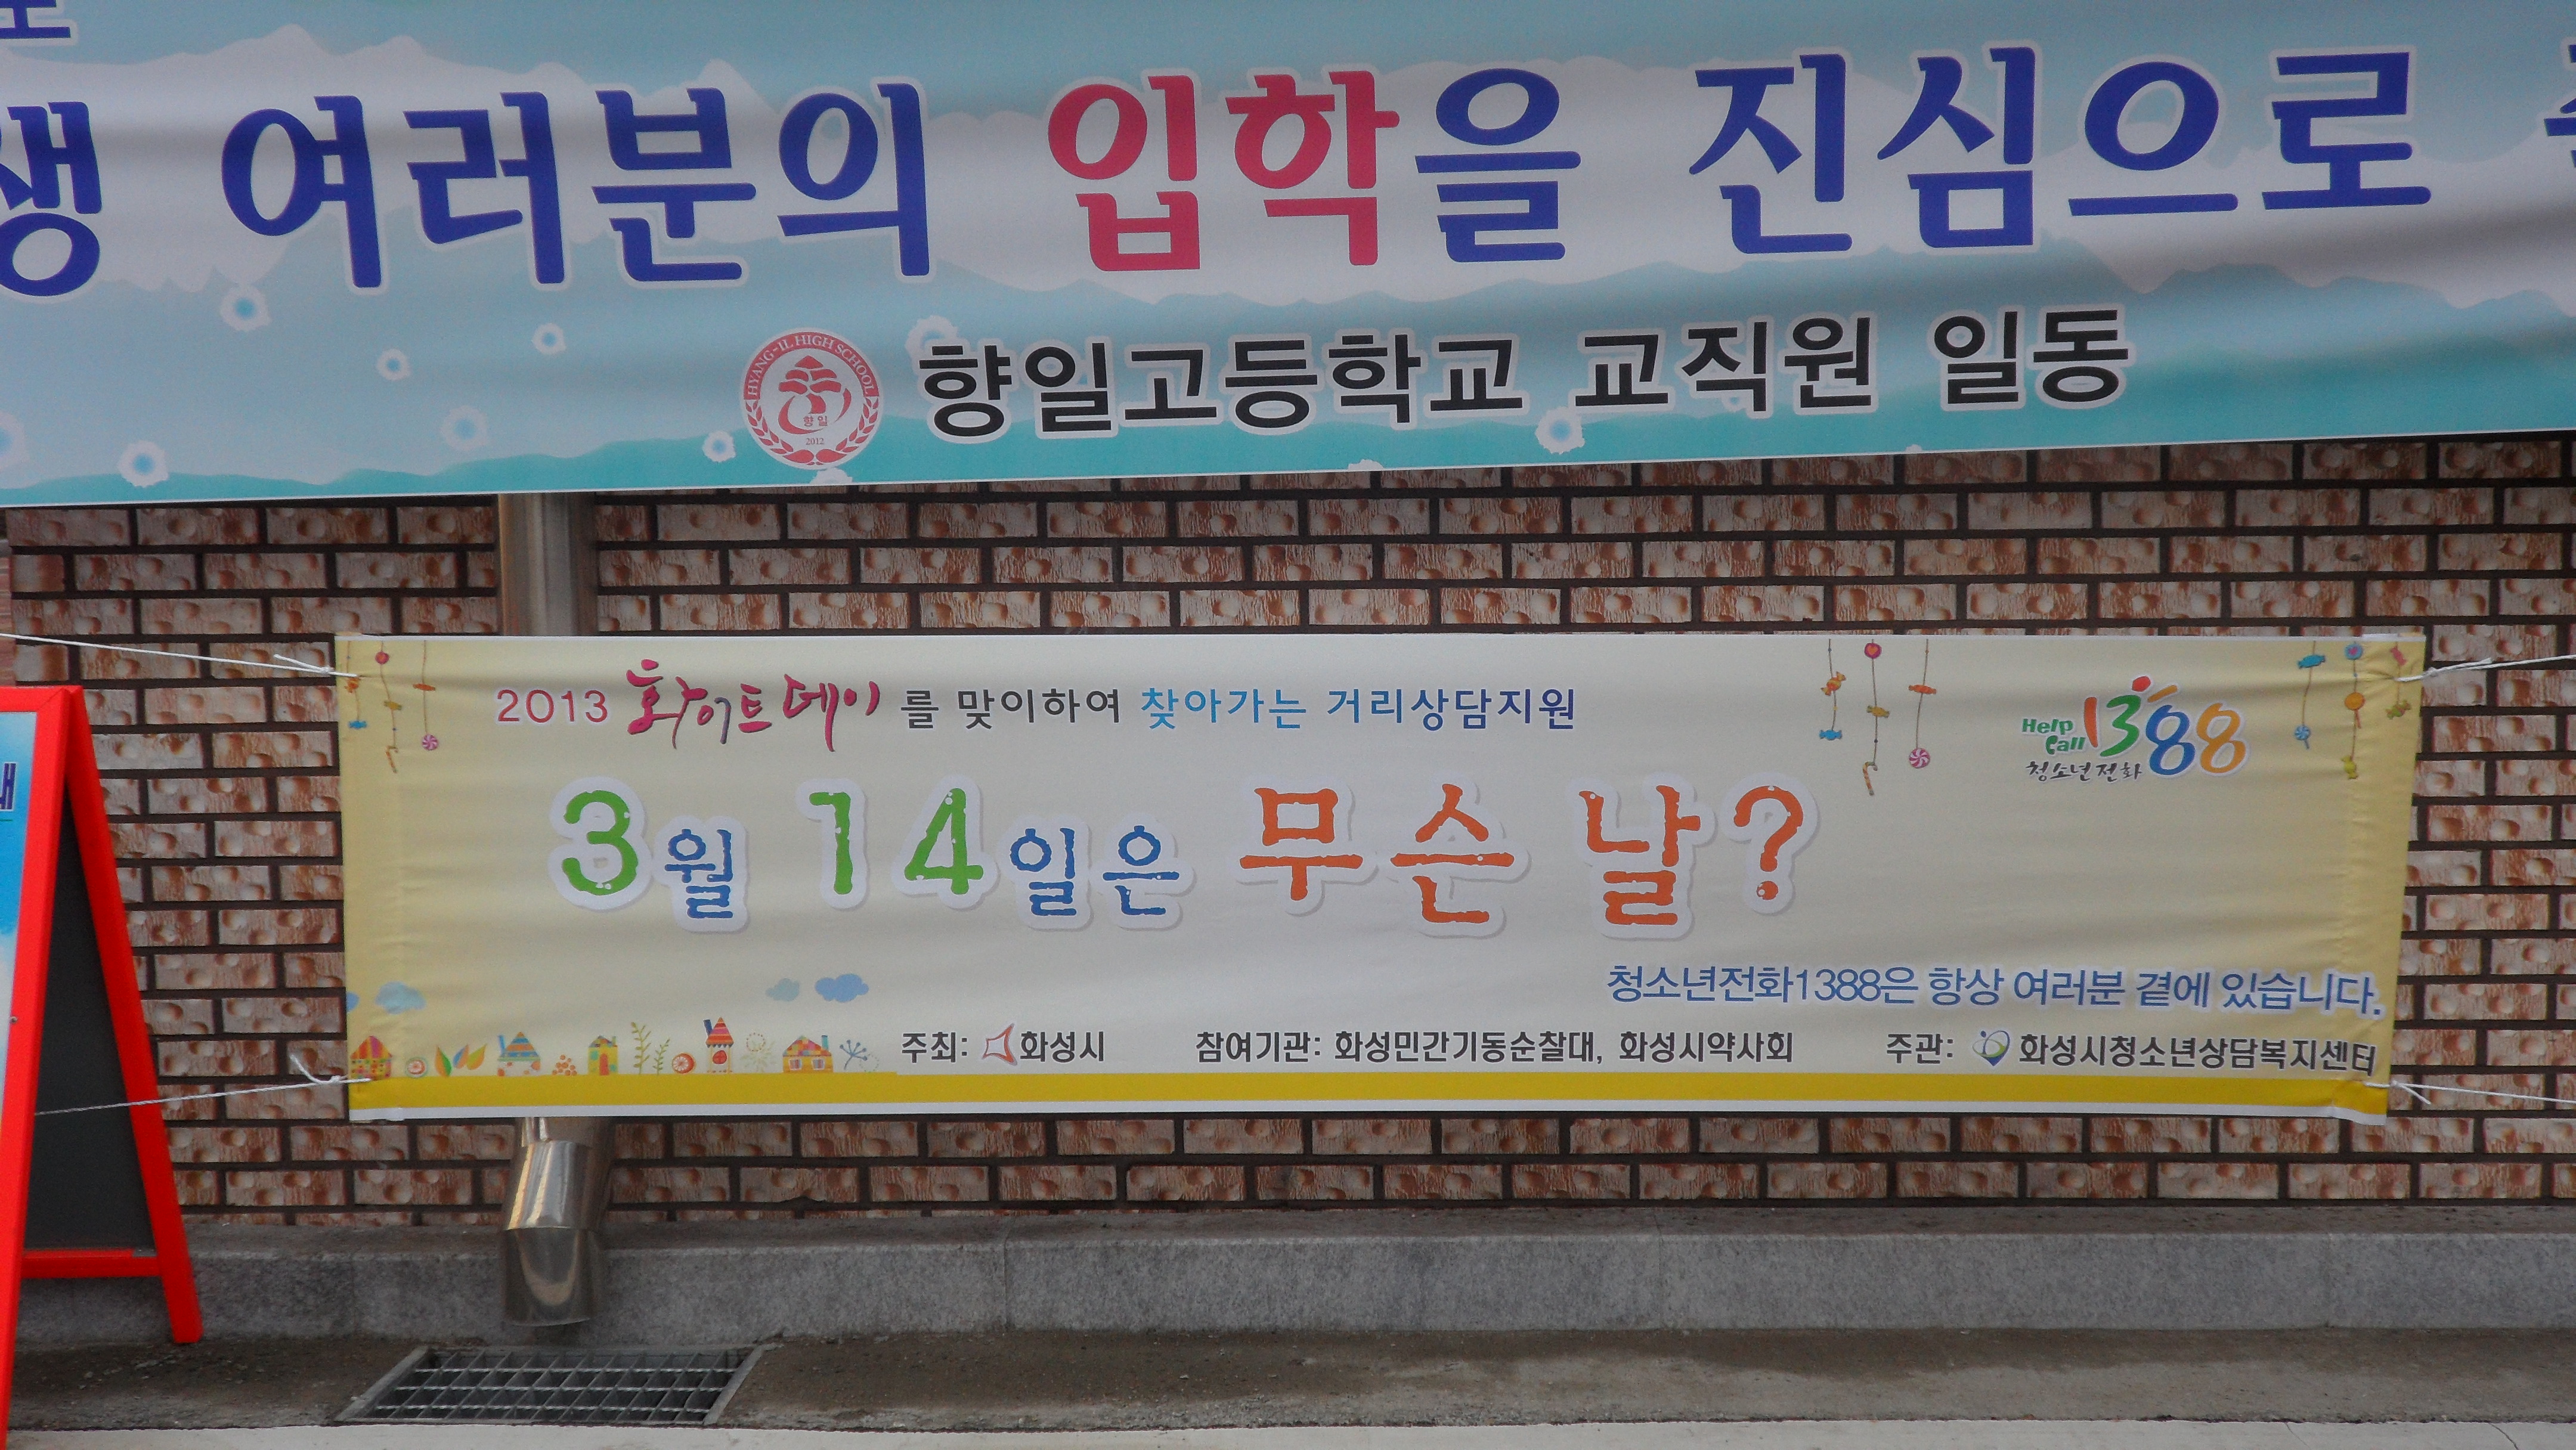 생 여러분의 입학을 진심으로
HYANG-IL HIGH SCHOOL
향일
2012
향일고등학교 교직원 일동
2013 화이트데이를 맞이하여 찾아가는 거리상담지원
Help Call 1388
청소년전화
3월 14일은 무슨 날?
청소년전화1388은 항상 여러분 곁에 있습니다.
주최: 화성시 참여기관: 화성민간기동순찰대, 화성시약사회 주관: 화성시청소년상담복지센터